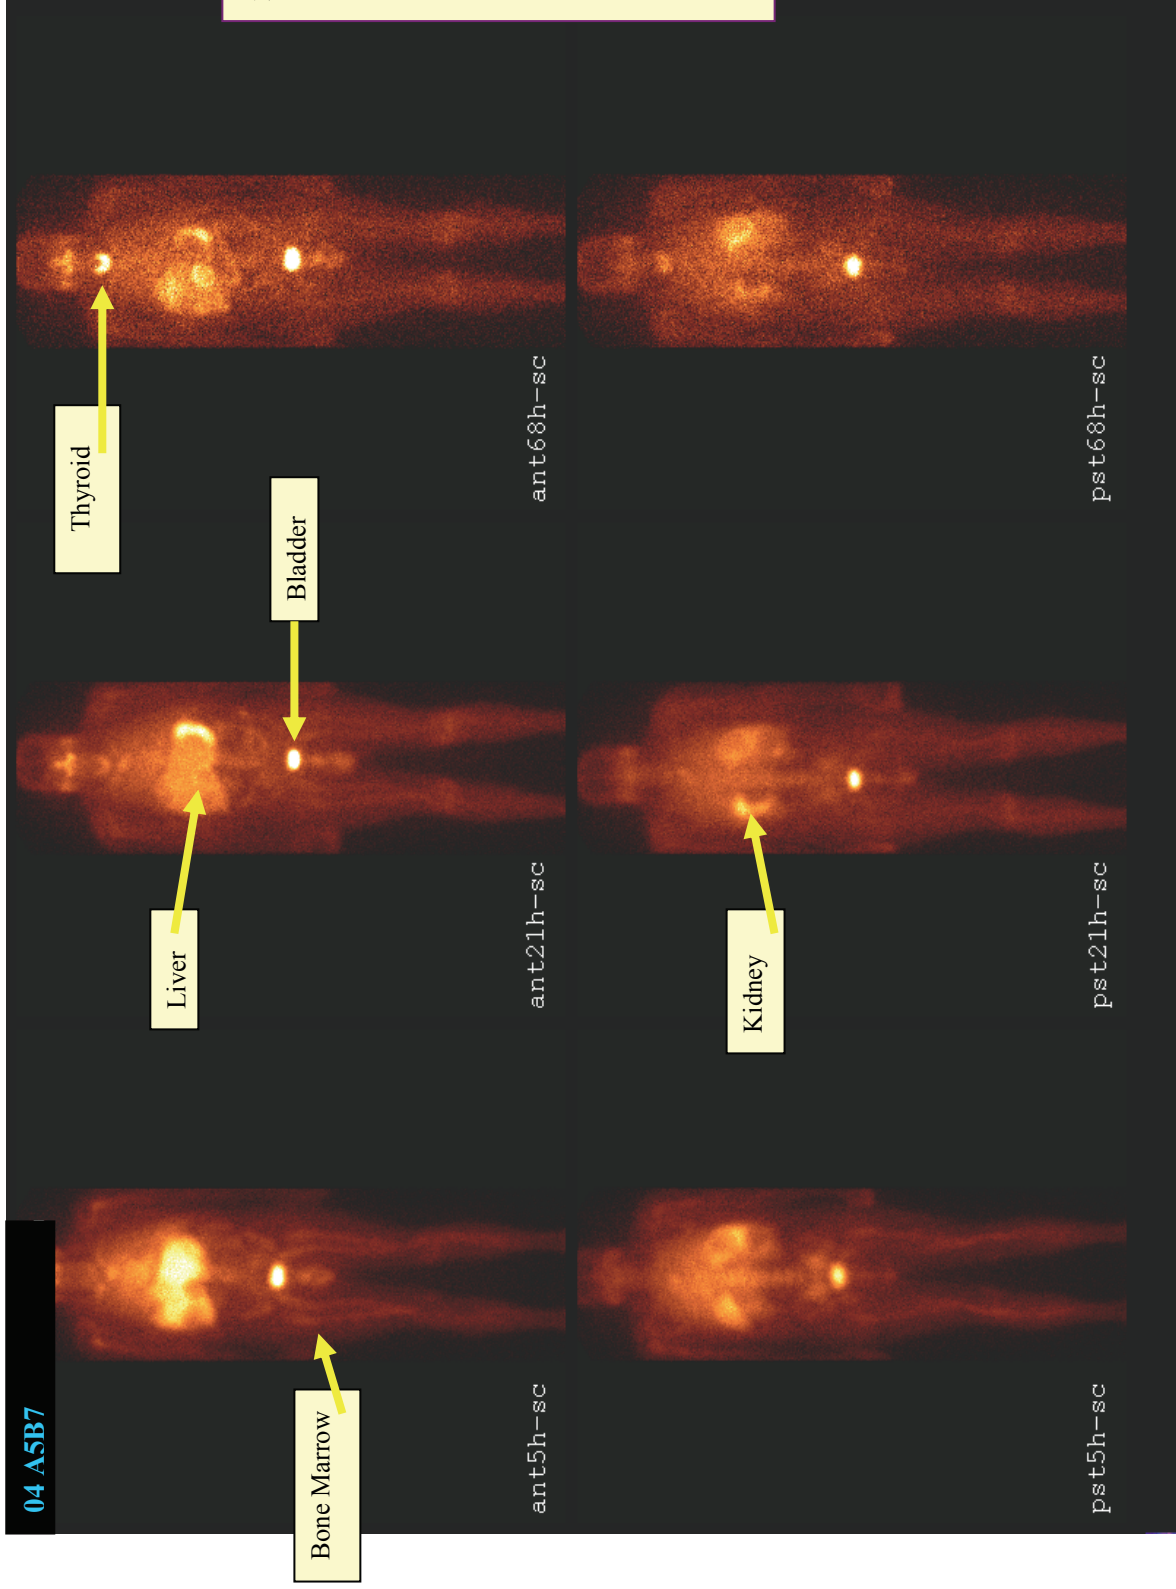 04 A5B7
Bone Marrow
ant5h-sc
pst5h-sc
Liver
ant21h-sc
Kidney
pst21h-sc
Bladder
Thyroid
ant68h-sc
pst68h-sc